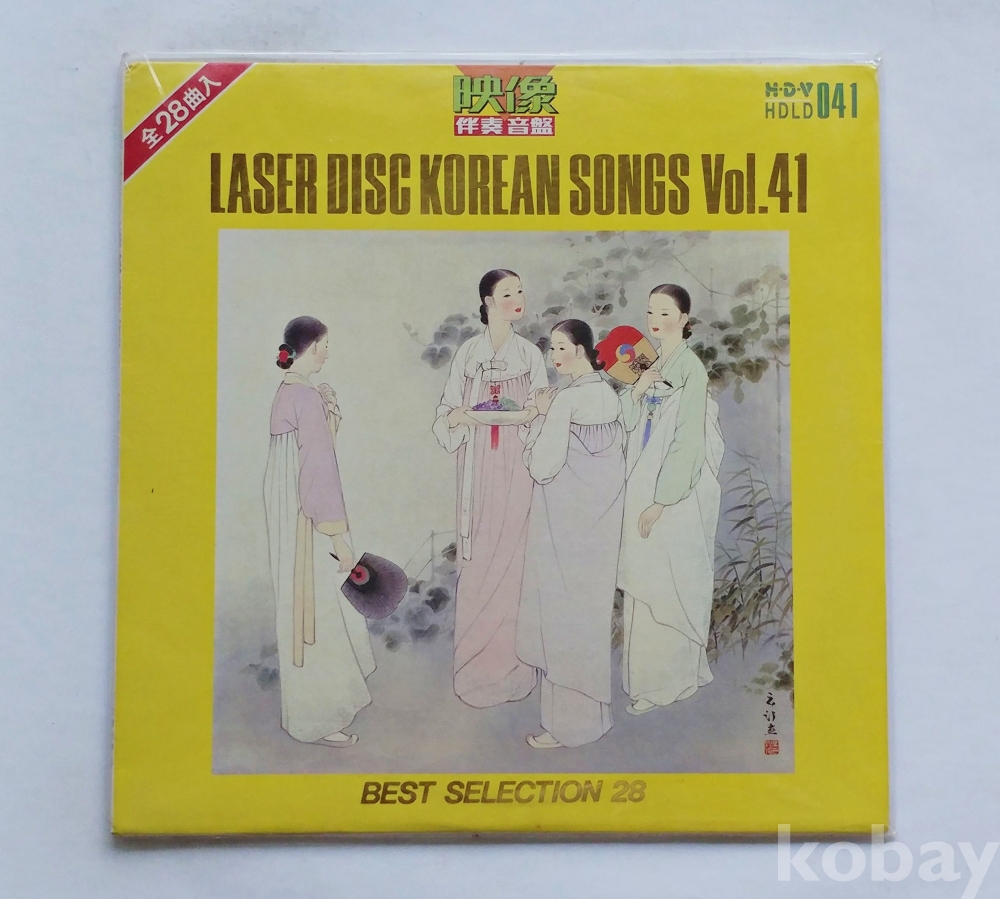 全28曲入
映像
伴奏音盤
H·D·V
HDLD 041
LASER DISC KOREAN SONGS Vol.41
BEST SELECTION 28
kobay